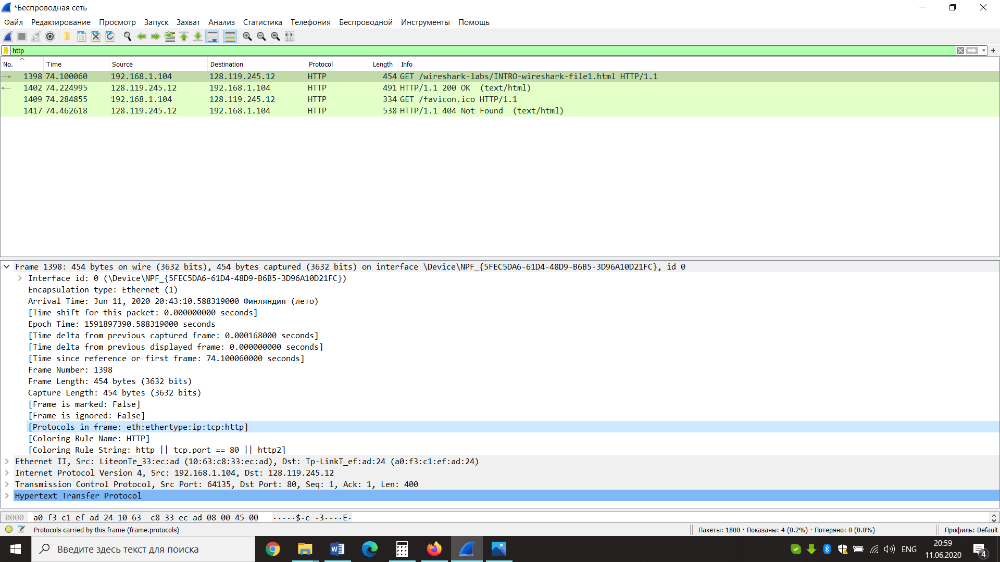 *Беспроводная сеть
Файл Редактирование Просмотр Запуск Захват Анализ Статистика Телефония Беспроводной Инструменты Помощь
http
No. Time Source Destination Protocol Length Info
1398 74.100060 192.168.1.104 128.119.245.12 HTTP 454 GET /wireshark-labs/INTRO-wireshark-file1.html HTTP/1.1
1402 74.224995 128.119.245.12 192.168.1.104 HTTP 491 HTTP/1.1 200 OK (text/html)
1409 74.284855 192.168.1.104 128.119.245.12 HTTP 334 GET /favicon.ico HTTP/1.1
1417 74.462618 128.119.245.12 192.168.1.104 HTTP 538 HTTP/1.1 404 Not Found (text/html)
Frame 1398: 454 bytes on wire (3632 bits), 454 bytes captured (3632 bits) on interface \Device\NPF_{5FEC5DA6-61D4-48D9-B6B5-3D96A10D21FC}, id 0
Interface id: 0 (\Device\NPF_{5FEC5DA6-61D4-48D9-B6B5-3D96A10D21FC})
Encapsulation type: Ethernet (1)
Arrival Time: Jun 11, 2020 20:43:10.588319000 Финляндия (лето)
[Time shift for this packet: 0.000000000 seconds]
Epoch Time: 1591897390.588319000 seconds
[Time delta from previous captured frame: 0.000168000 seconds]
[Time delta from previous displayed frame: 0.000000000 seconds]
[Time since reference or first frame: 74.100060000 seconds]
Frame Number: 1398
Frame Length: 454 bytes (3632 bits)
Capture Length: 454 bytes (3632 bits)
[Frame is marked: False]
[Frame is ignored: False]
[Protocols in frame: eth:ethertype:ip:tcp:http]
[Coloring Rule Name: HTTP]
[Coloring Rule String: http || tcp.port == 80 || http2]
Ethernet II, Src: LiteonTe_33:ec:ad (10:63:c8:33:ec:ad), Dst: Tp-LinkT_ef:ad:24 (a0:f3:c1:ef:ad:24)
Internet Protocol Version 4, Src: 192.168.1.104, Dst: 128.119.245.12
Transmission Control Protocol, Src Port: 64135, Dst Port: 80, Seq: 1, Ack: 1, Len: 400
Hypertext Transfer Protocol
0000 a0 f3 c1 ef ad 24 10 63 c8 33 ec ad 08 00 45 00 ·····$·c ·3····E·
Protocols carried by this frame (frame.protocols) Пакеты: 1800 · Показаны: 4 (0.2%) · Потеряно: 0 (0.0%) Профиль: Default
Введите здесь текст для поиска
ENG
20:59
11.06.2020
4